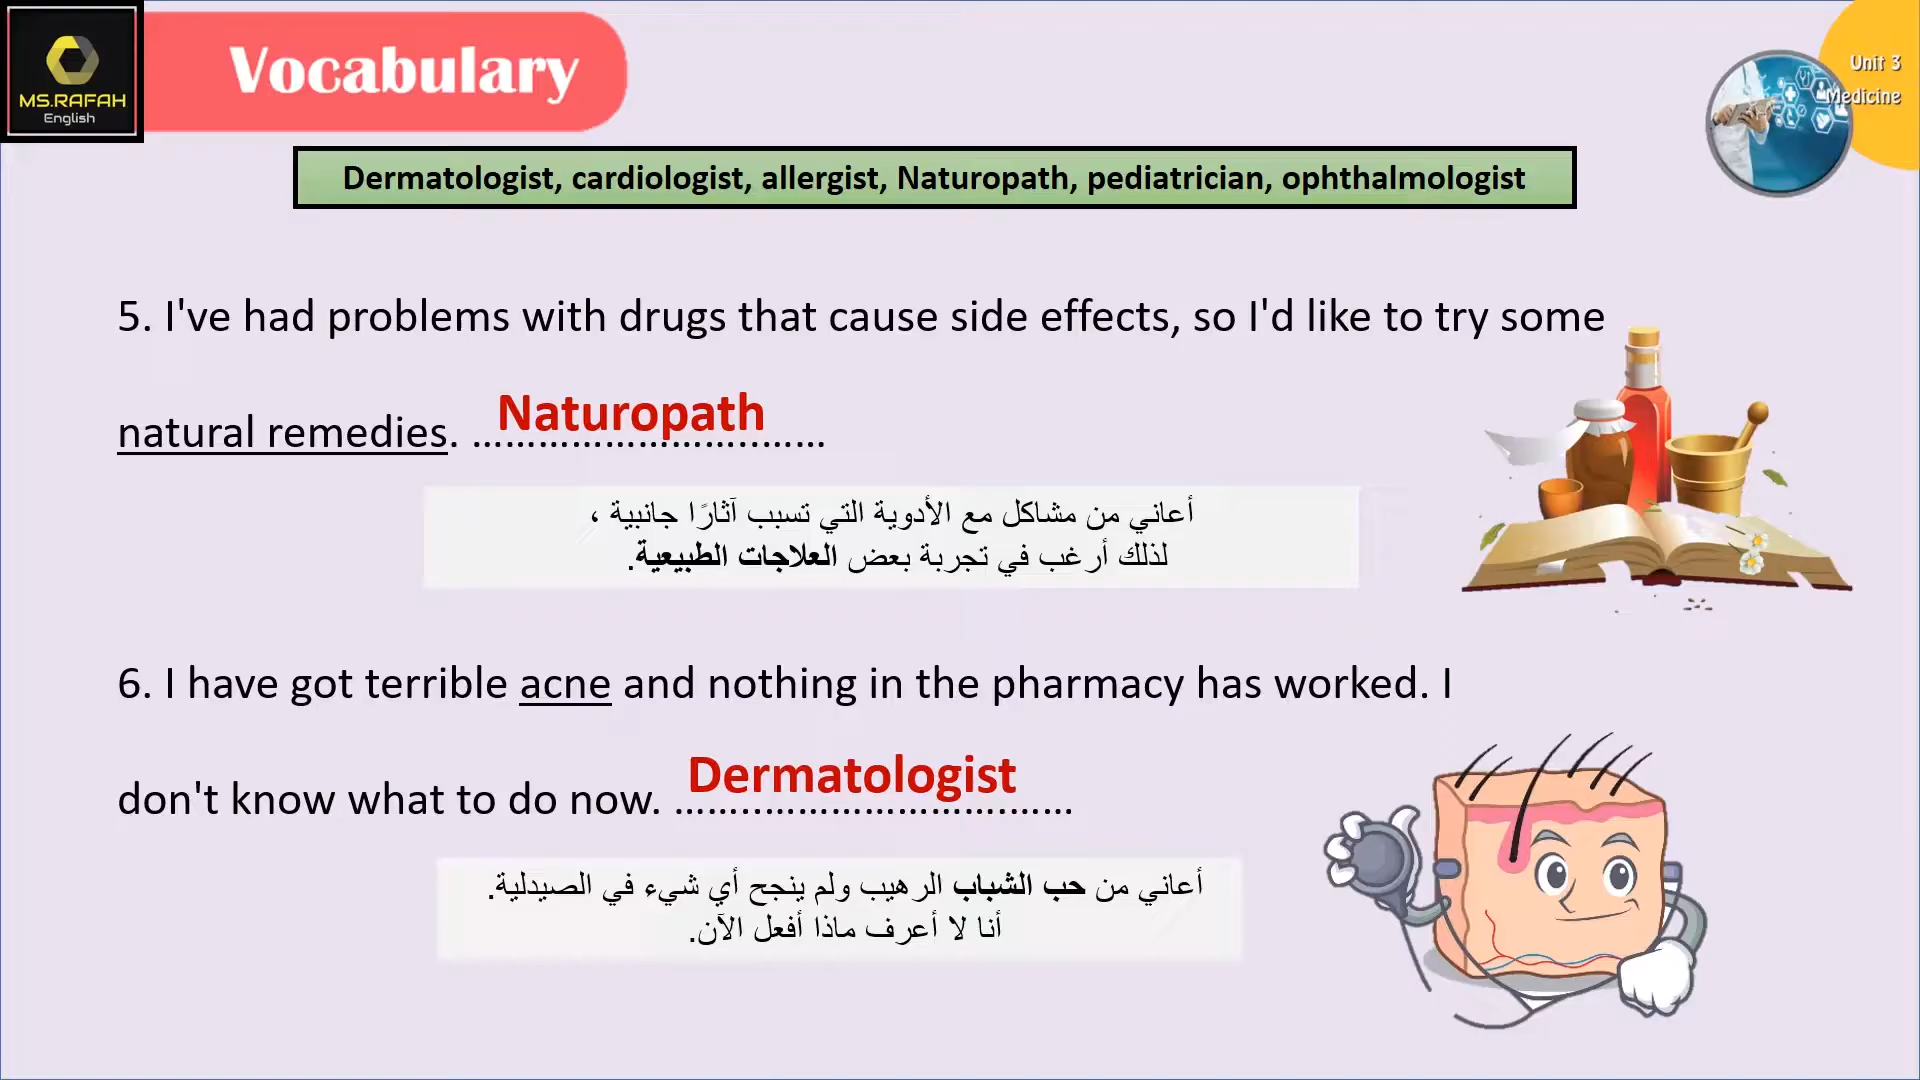 MS.RAFAH
English
Vocabulary
Unit 3
Medicine
Dermatologist, cardiologist, allergist, Naturopath, pediatrician, ophthalmologist
5. I've had problems with drugs that cause side effects, so I'd like to try some
natural remedies. ………………………… Naturopath
أعاني من مشاكل مع الأدوية التي تسبب آثارًا جانبية ،
لذلك أرغب في تجربة بعض العلاجات الطبيعية.
6. I have got terrible acne and nothing in the pharmacy has worked. I
don't know what to do now. ………………………… Dermatologist
أعاني من حب الشباب الرهيب ولم ينجح أي شيء في الصيدلية.
أنا لا أعرف ماذا أفعل الآن.